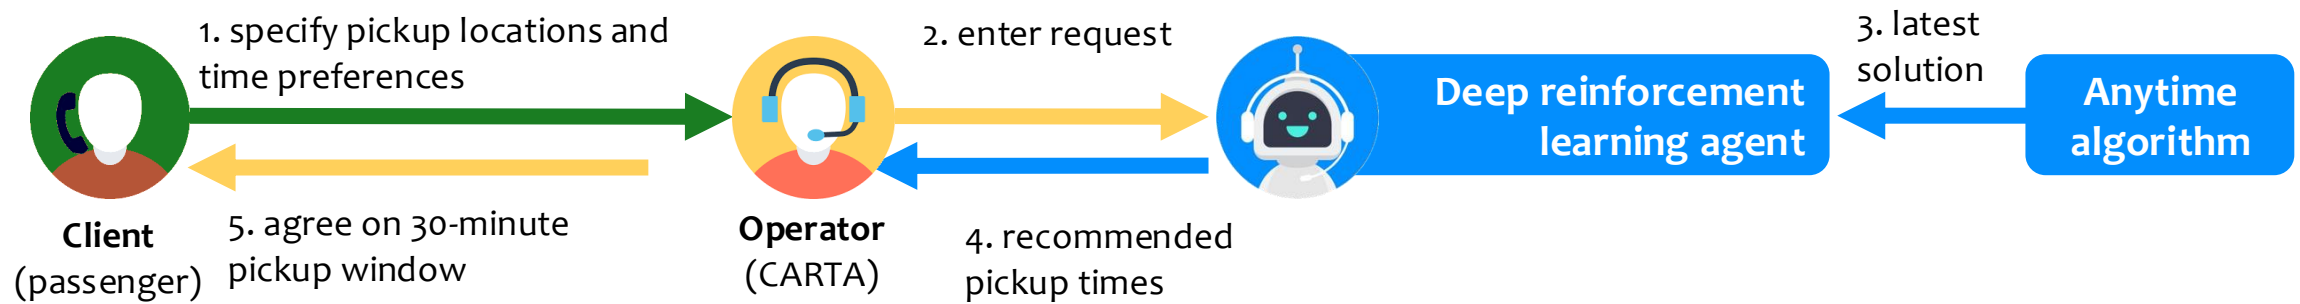 1. specify pickup locations and
time preferences
2. enter request
3. latest
solution
Deep reinforcement
learning agent
Anytime
algorithm
Client
(passenger)
5. agree on 30-minute
pickup window
Operator
(CARTA)
4. recommended
pickup times